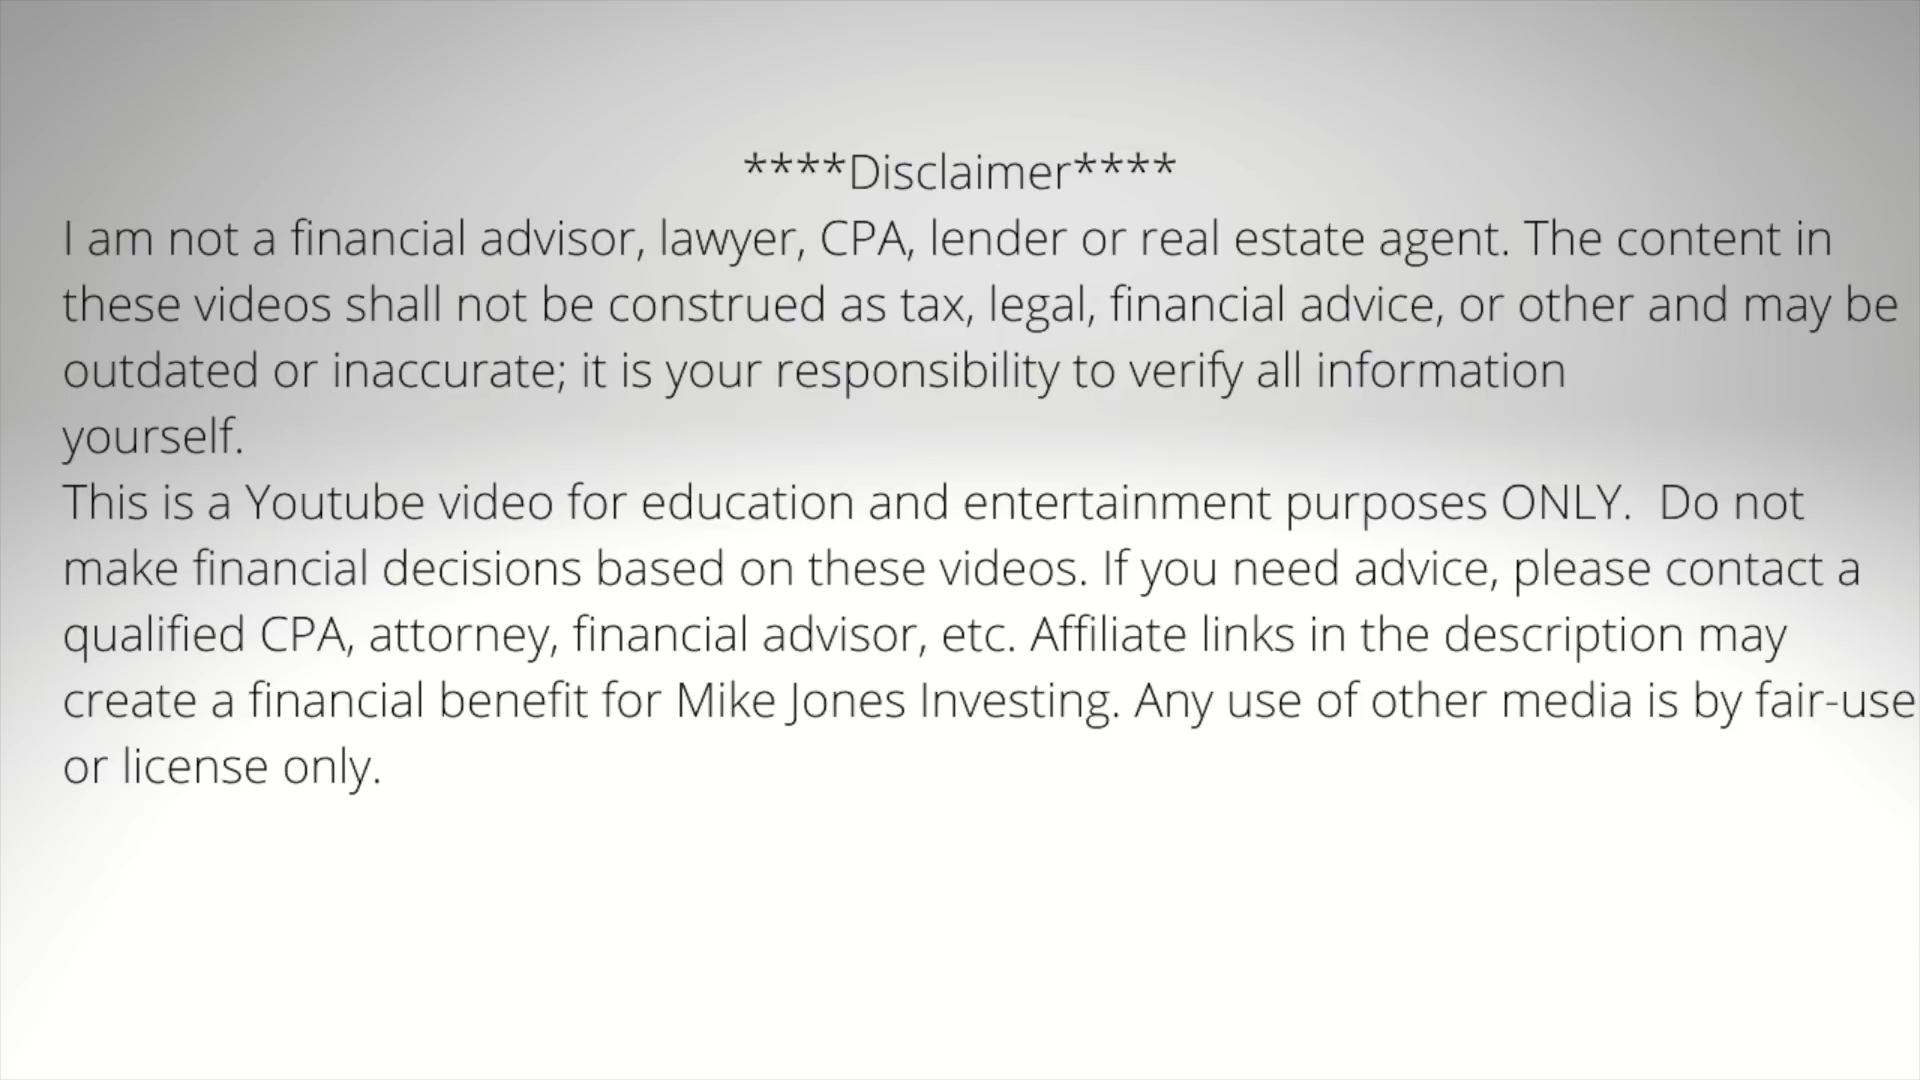 ****Disclaimer****
I am not a financial advisor, lawyer, CPA, lender or real estate agent. The content in
these videos shall not be construed as tax, legal, financial advice, or other and may be
outdated or inaccurate; it is your responsibility to verify all information
yourself.
This is a Youtube video for education and entertainment purposes ONLY.  Do not
make financial decisions based on these videos. If you need advice, please contact a
qualified CPA, attorney, financial advisor, etc. Affiliate links in the description may
create a financial benefit for Mike Jones Investing. Any use of other media is by fair-use
or license only.